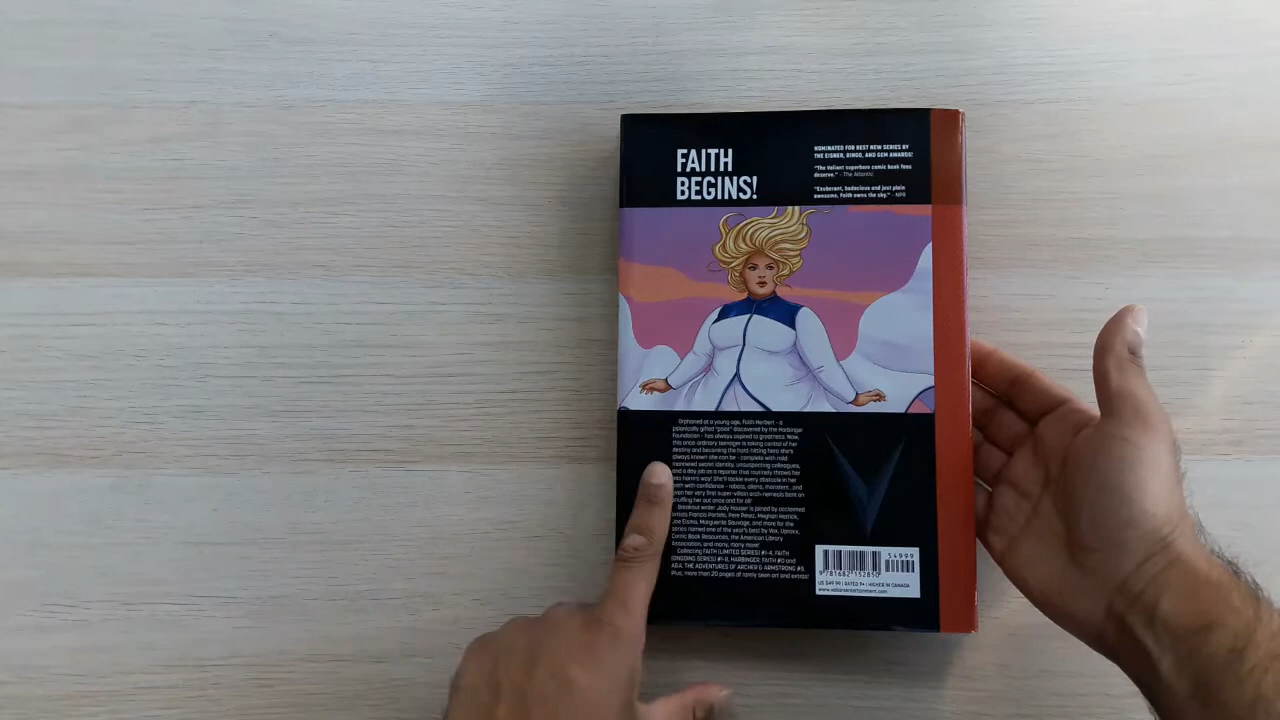 FAITH
BEGINS!
NOMINATED FOR BEST NEW SERIES BY
THE EISNER, RINGO, AND GEM AWARDS!
"The Valiant superhero comic book fans
deserve." - The Atlantic
"Exuberant, bodacious and just plain
awesome, Faith owns the sky." - NPR
Orphaned at a young age, Faith Herbert - a
psionically gifted "psiot" discovered by the Harbinger
Foundation - has always aspired to greatness. Now,
this once ordinary teenager is taking control of her
destiny and becoming the hard-hitting hero she's
always known she can be - complete with mild
mannered secret identity, unsuspecting colleagues,
and a day job as a reporter that routinely throws her
into harm's way! She'll tackle every obstacle in her
path with confidence - robots, aliens, monsters, and
even her very first super-villain arch-nemesis bent on
snuffing her out once and for all!
Breakout writer Jody Houser is joined by acclaimed
artists Francis Portela, Pere Pérez, Meghan Hetrick,
Joe Eisma, Marguerite Sauvage, and more for the
series named one of the year's best by Vox, Uproxx,
Comic Book Resources, the American Library
Association, and many, many more!
Collecting FAITH (LIMITED SERIES) #1-4, FAITH
(ONGOING SERIES) #1-8, HARBINGER: FAITH #0 and
A&A: THE ADVENTURES OF ARCHER & ARMSTRONG #5.
Plus, more than 20 pages of rarely seen art and extras!
54999
9 781682 152850
US $49.99 | RATED 9+ | HIGHER IN CANADA
www.valiantentertainment.com